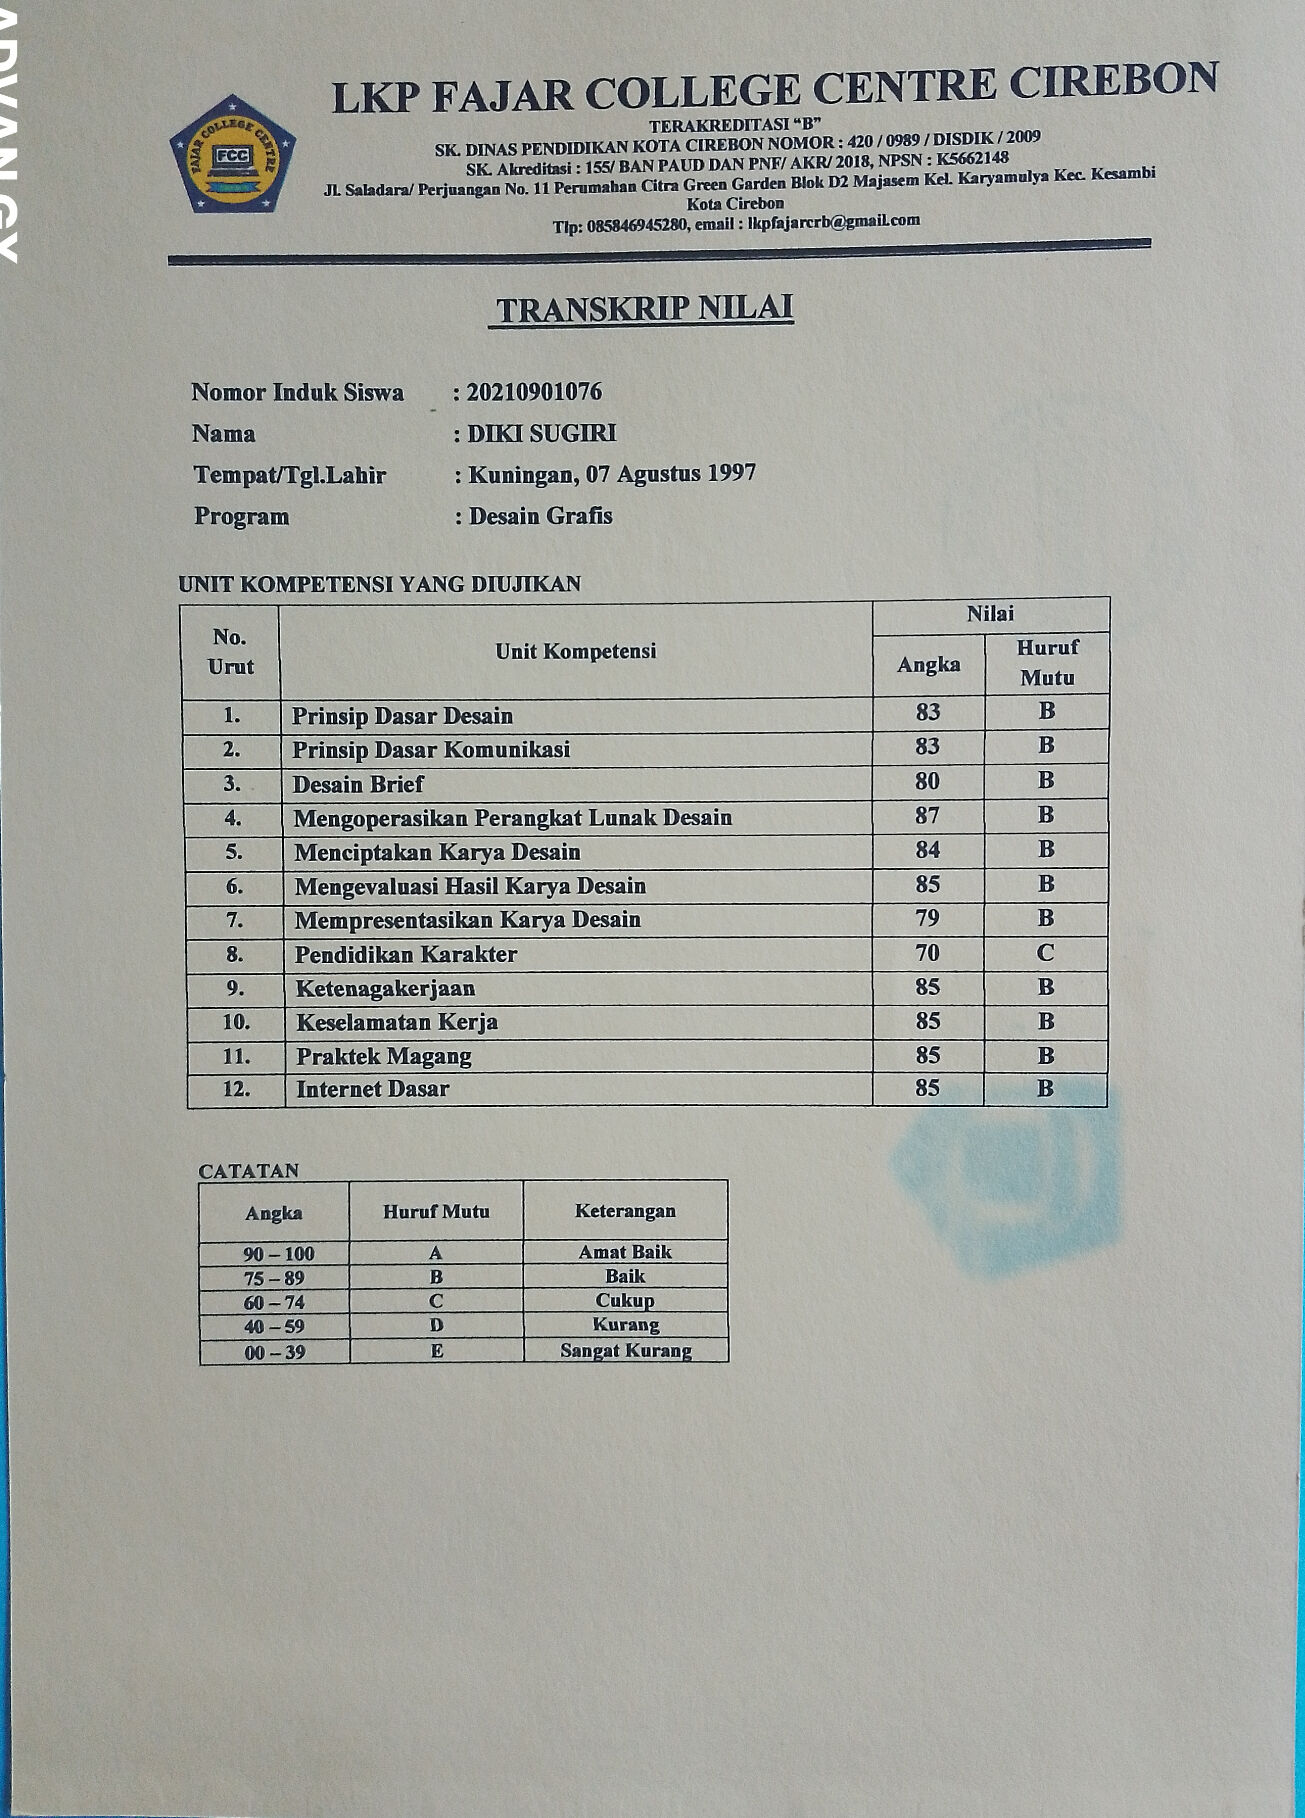 LKP FAJAR COLLEGE CENTRE CIREBON
TERAKREDITASI “B”
SK. DINAS PENDIDIKAN KOTA CIREBON NOMOR : 420 / 0989 / DISDIK / 2009
SK. Akreditasi : 155/ BAN PAUD DAN PNF/ AKR/ 2018, NPSN : K5662148
Jl. Saladara/ Perjuangan No. 11 Perumahan Citra Green Garden Blok D2 Majasem Kel. Karyamulya Kec. Kesambi
Kota Cirebon
Tlp: 085846945280, email : lkpfajarcrb@gmail.com
FAJAR COLLEGE CENTRE
FCC
TRANSKRIP NILAI
Nomor Induk Siswa : 20210901076
Nama : DIKI SUGIRI
Tempat/Tgl.Lahir : Kuningan, 07 Agustus 1997
Program : Desain Grafis
UNIT KOMPETENSI YANG DIUJIKAN
No. Urut Unit Kompetensi Nilai
Angka Huruf Mutu
1. Prinsip Dasar Desain 83 B
2. Prinsip Dasar Komunikasi 83 B
3. Desain Brief 80 B
4. Mengoperasikan Perangkat Lunak Desain 87 B
5. Menciptakan Karya Desain 84 B
6. Mengevaluasi Hasil Karya Desain 85 B
7. Mempresentasikan Karya Desain 79 B
8. Pendidikan Karakter 70 C
9. Ketenagakerjaan 85 B
10. Keselamatan Kerja 85 B
11. Praktek Magang 85 B
12. Internet Dasar 85 B
CATATAN
Angka Huruf Mutu Keterangan
90 – 100 A Amat Baik
75 – 89 B Baik
60 – 74 C Cukup
40 – 59 D Kurang
00 – 39 E Sangat Kurang